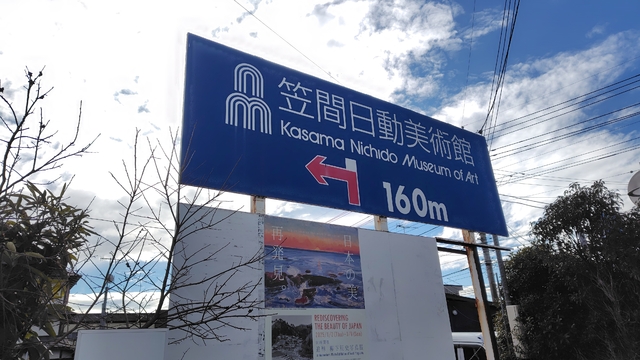 笠間日動美術館
Kasama Nichido Museum of Art
160m
日本の美
再発見
REDISCOVERING
THE BEAUTY OF JAPAN